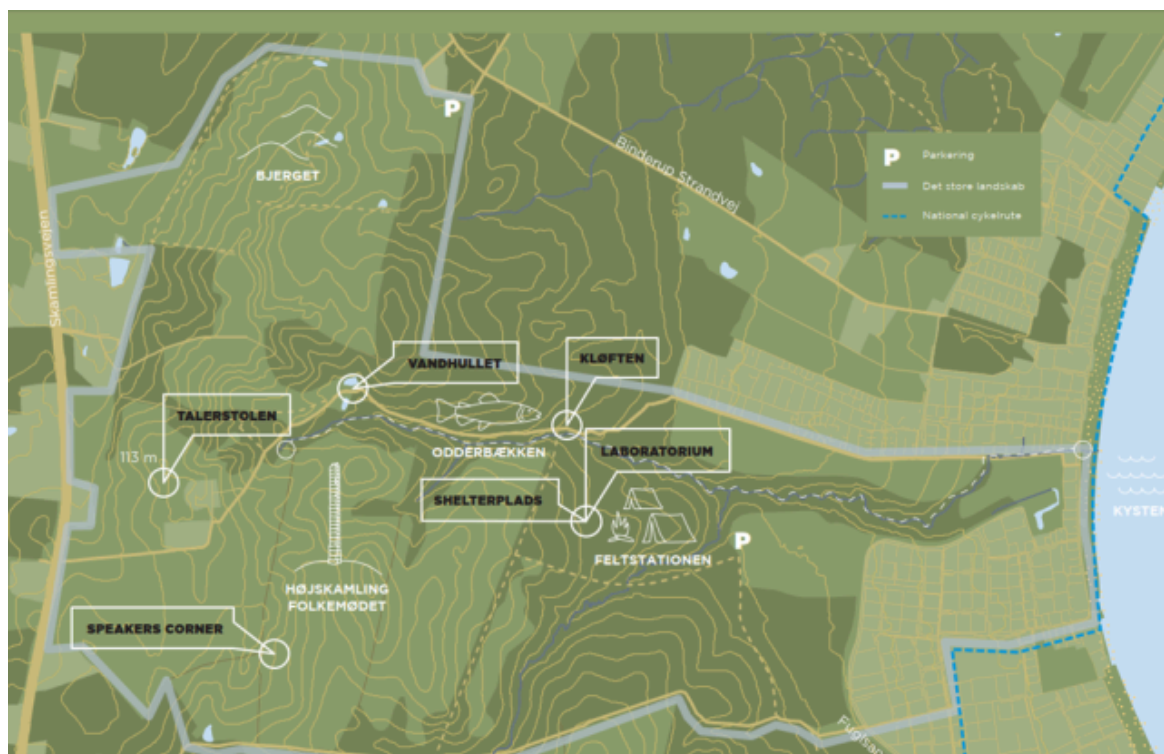 P
BJERGET
Binderup Strandvej
P Parkering
Det store landskab
National cykelrute
Skamlingsvejen
VANDHULLET
KLØFTEN
TALERSTOLEN
ODDERBÆKKEN
LABORATORIUM
113 m
SHELTERPLADS
KYSTEN
P
FELTSTATIONEN
HØJSKAMLING
FOLKEMØDET
SPEAKERS CORNER